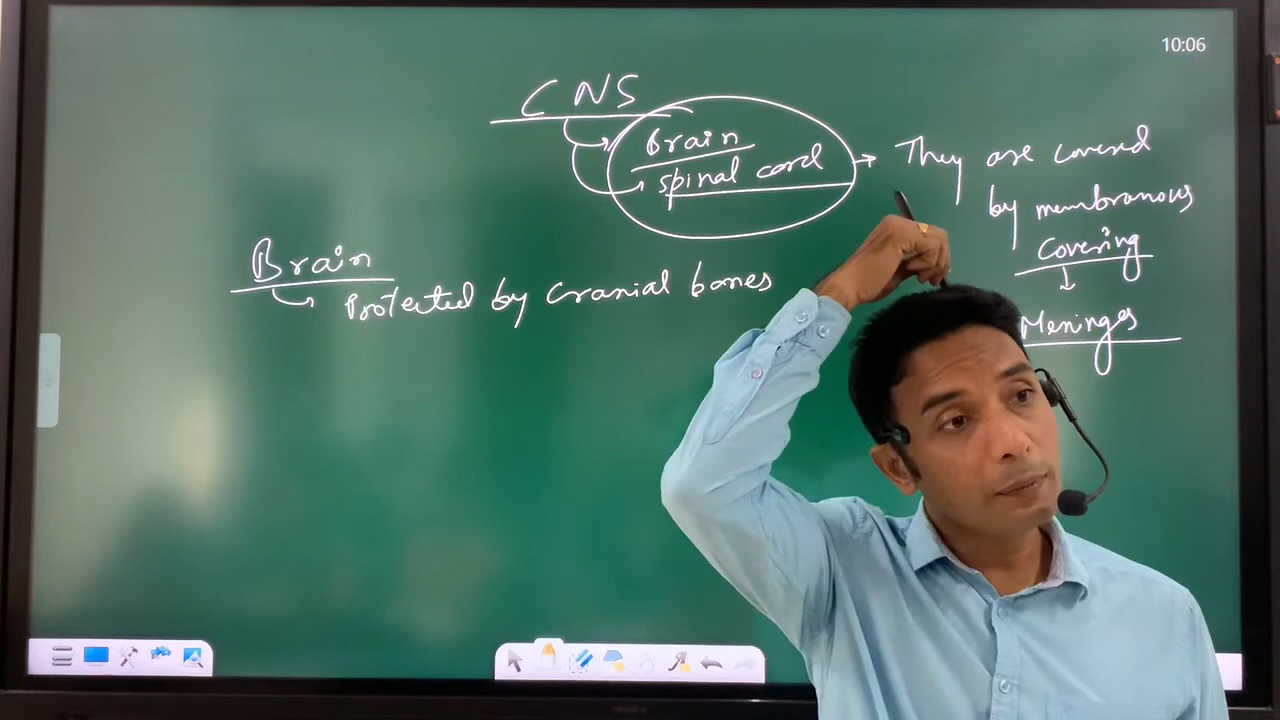 10:06
CNS
Brain
spinal cord
They are covered
by membranous
covering
Meninges
Brain
Protected by cranial bones